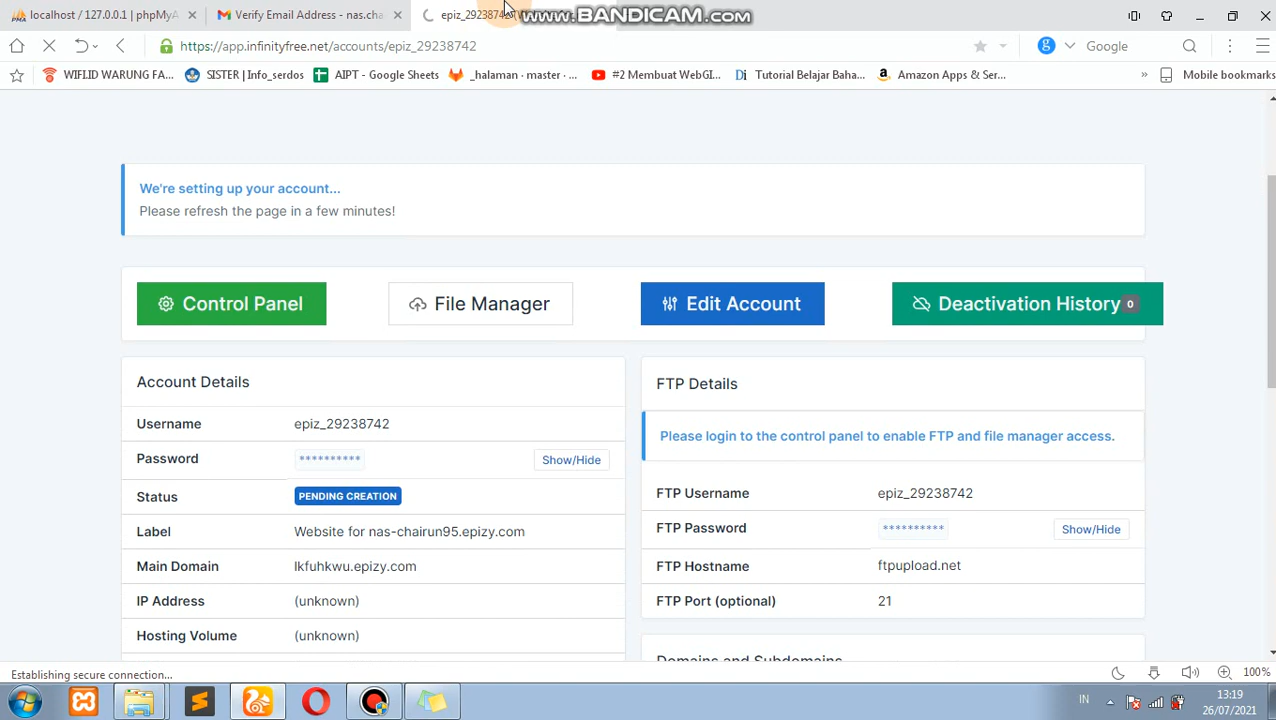 localhost / 127.0.0.1 | phpMyA
Verify Email Address - nas.cha
epiz_29238742
www.BANDICAM.com
https://app.infinityfree.net/accounts/epiz_29238742
Google
WIFI.ID WARUNG FA...
SISTER | Info_serdos
AIPT - Google Sheets
_halaman · master · ...
#2 Membuat WebGI...
Tutorial Belajar Baha...
Amazon Apps & Ser...
»
Mobile bookmarks
We're setting up your account...
Please refresh the page in a few minutes!
Control Panel
File Manager
Edit Account
Deactivation History 0
Account Details
Username epiz_29238742
Password ********** Show/Hide
Status PENDING CREATION
Label Website for nas-chairun95.epizy.com
Main Domain lkfuhkwu.epizy.com
IP Address (unknown)
Hosting Volume (unknown)
FTP Details
Please login to the control panel to enable FTP and file manager access.
FTP Username epiz_29238742
FTP Password ********** Show/Hide
FTP Hostname ftpupload.net
FTP Port (optional) 21
Domains and Subdomains
Establishing secure connection...
100%
IN
13:19
26/07/2021